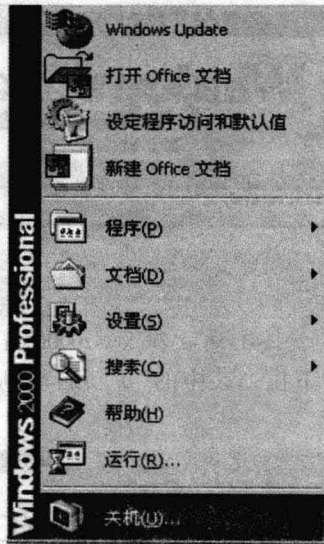 Windows Update
打开 Office 文档
设定程序访问和默认值
新建 Office 文档
程序(P)
文档(D)
设置(S)
搜索(C)
帮助(H)
运行(R)...
关机(U)...
Windows 2000 Professional